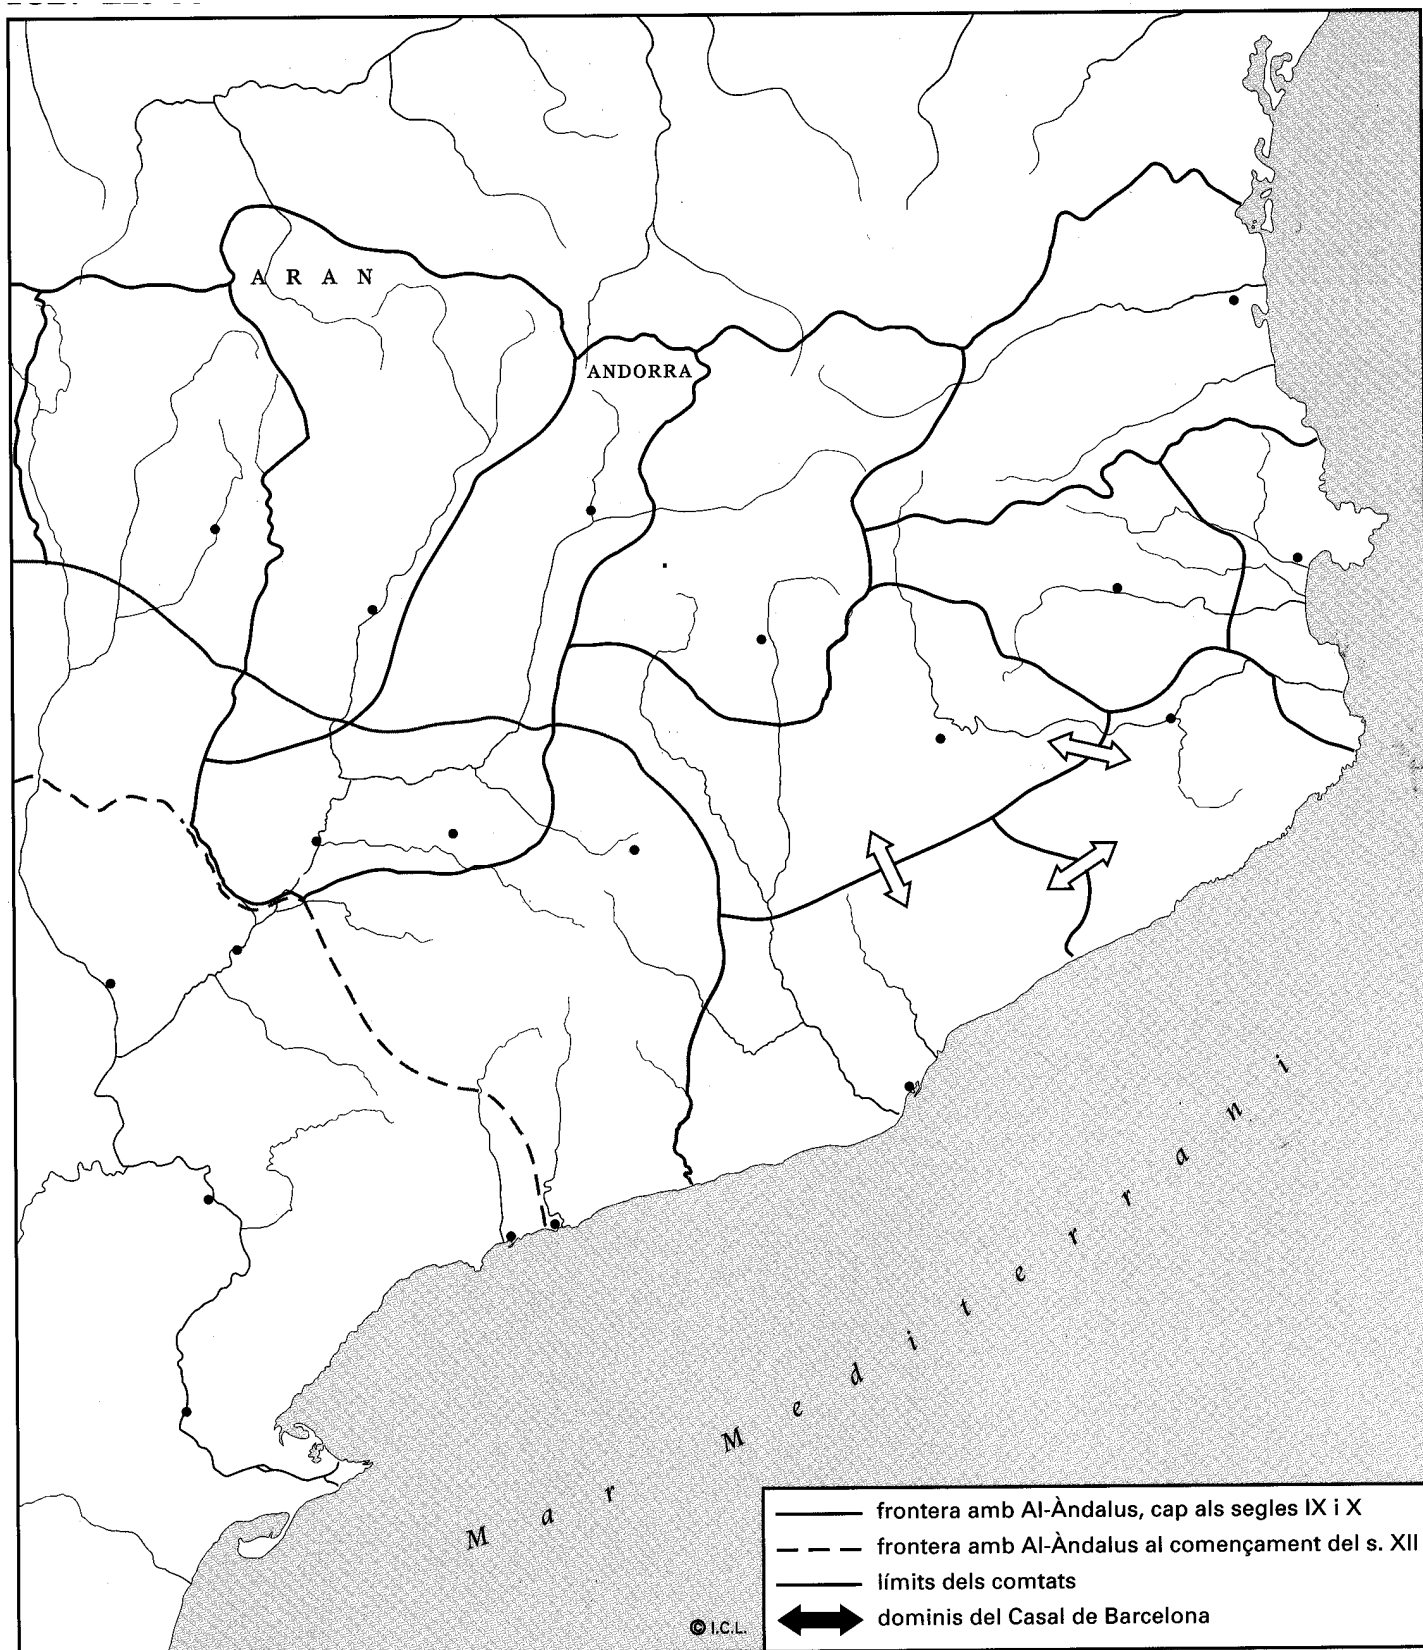 ARAN
ANDORRA
Mar Mediterrani
frontera amb Al-Àndalus, cap als segles IX i X
frontera amb Al-Àndalus al començament del s. XII
límits dels comtats
dominis del Casal de Barcelona
© I.C.L.